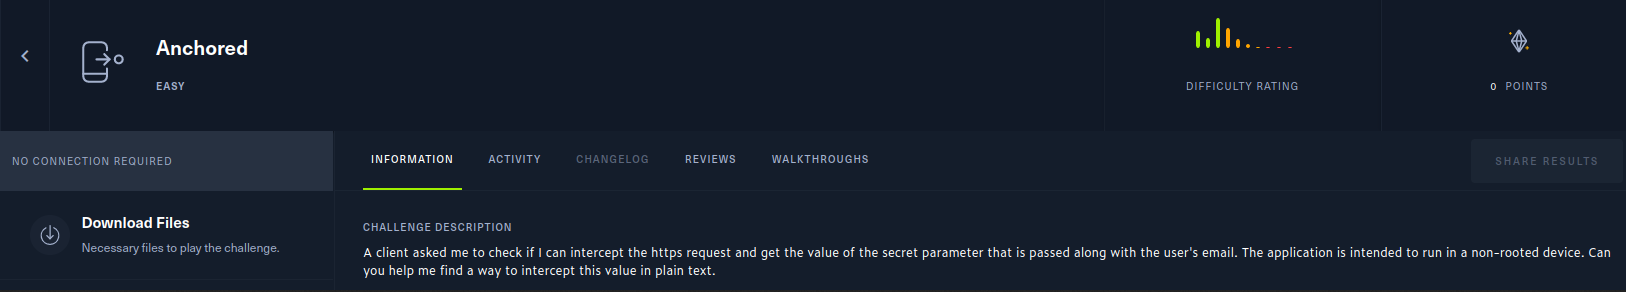 Anchored
EASY
DIFFICULTY RATING
0 POINTS
NO CONNECTION REQUIRED
INFORMATION
ACTIVITY
CHANGELOG
REVIEWS
WALKTHROUGHS
SHARE RESULTS
Download Files
Necessary files to play the challenge.
CHALLENGE DESCRIPTION
A client asked me to check if I can intercept the https request and get the value of the secret parameter that is passed along with the user's email. The application is intended to run in a non-rooted device. Can
you help me find a way to intercept this value in plain text.